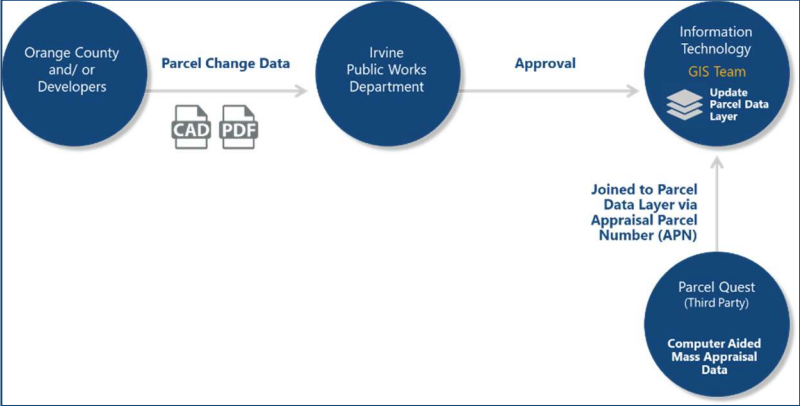 Orange County
and/ or
Developers
Parcel Change Data
CAD
PDF
Irvine
Public Works
Department
Approval
Information
Technology
GIS Team
Update
Parcel Data
Layer
Joined to Parcel
Data Layer via
Appraisal Parcel
Number (APN)
Parcel Quest
(Third Party)
Computer Aided
Mass Appraisal
Data